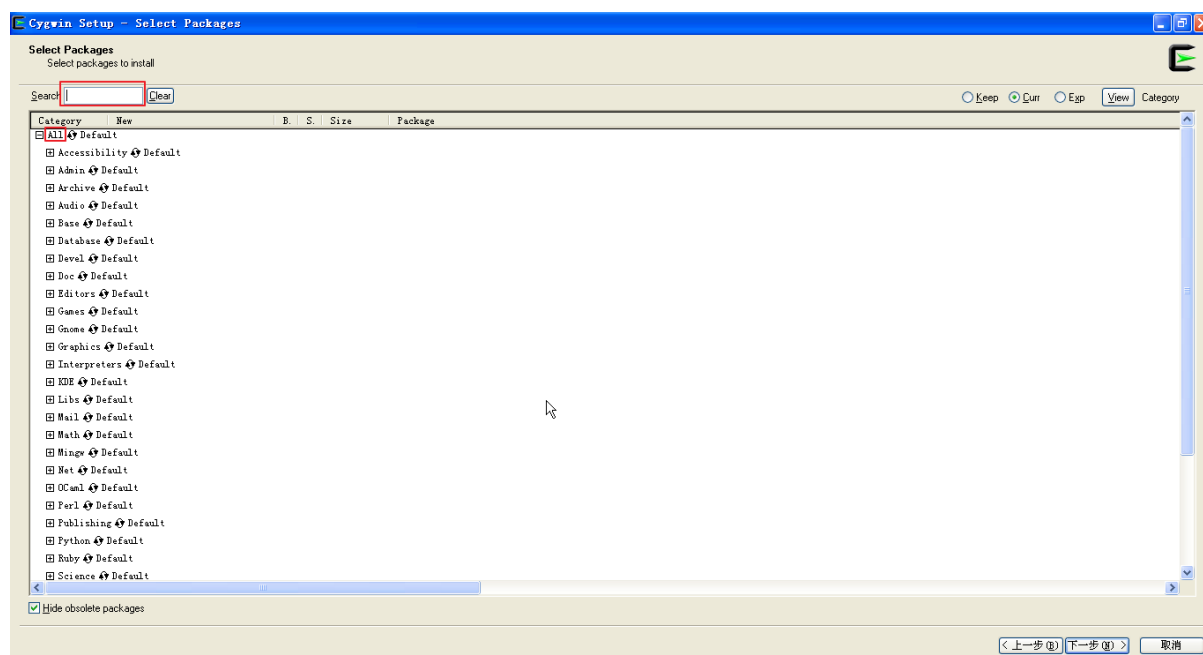 Cygwin Setup - Select Packages
Select Packages
Select packages to install
Search Clear Keep Curr Exp View Category
Category New B. S. Size Package
All Default
Accessibility Default
Admin Default
Archive Default
Audio Default
Base Default
Database Default
Devel Default
Doc Default
Editors Default
Games Default
Gnome Default
Graphics Default
Interpreters Default
KDE Default
Libs Default
Mail Default
Math Default
Mingw Default
Net Default
OCaml Default
Perl Default
Publishing Default
Python Default
Ruby Default
Science Default
Hide obsolete packages
< 上一步(B) 下一步(N) > 取消